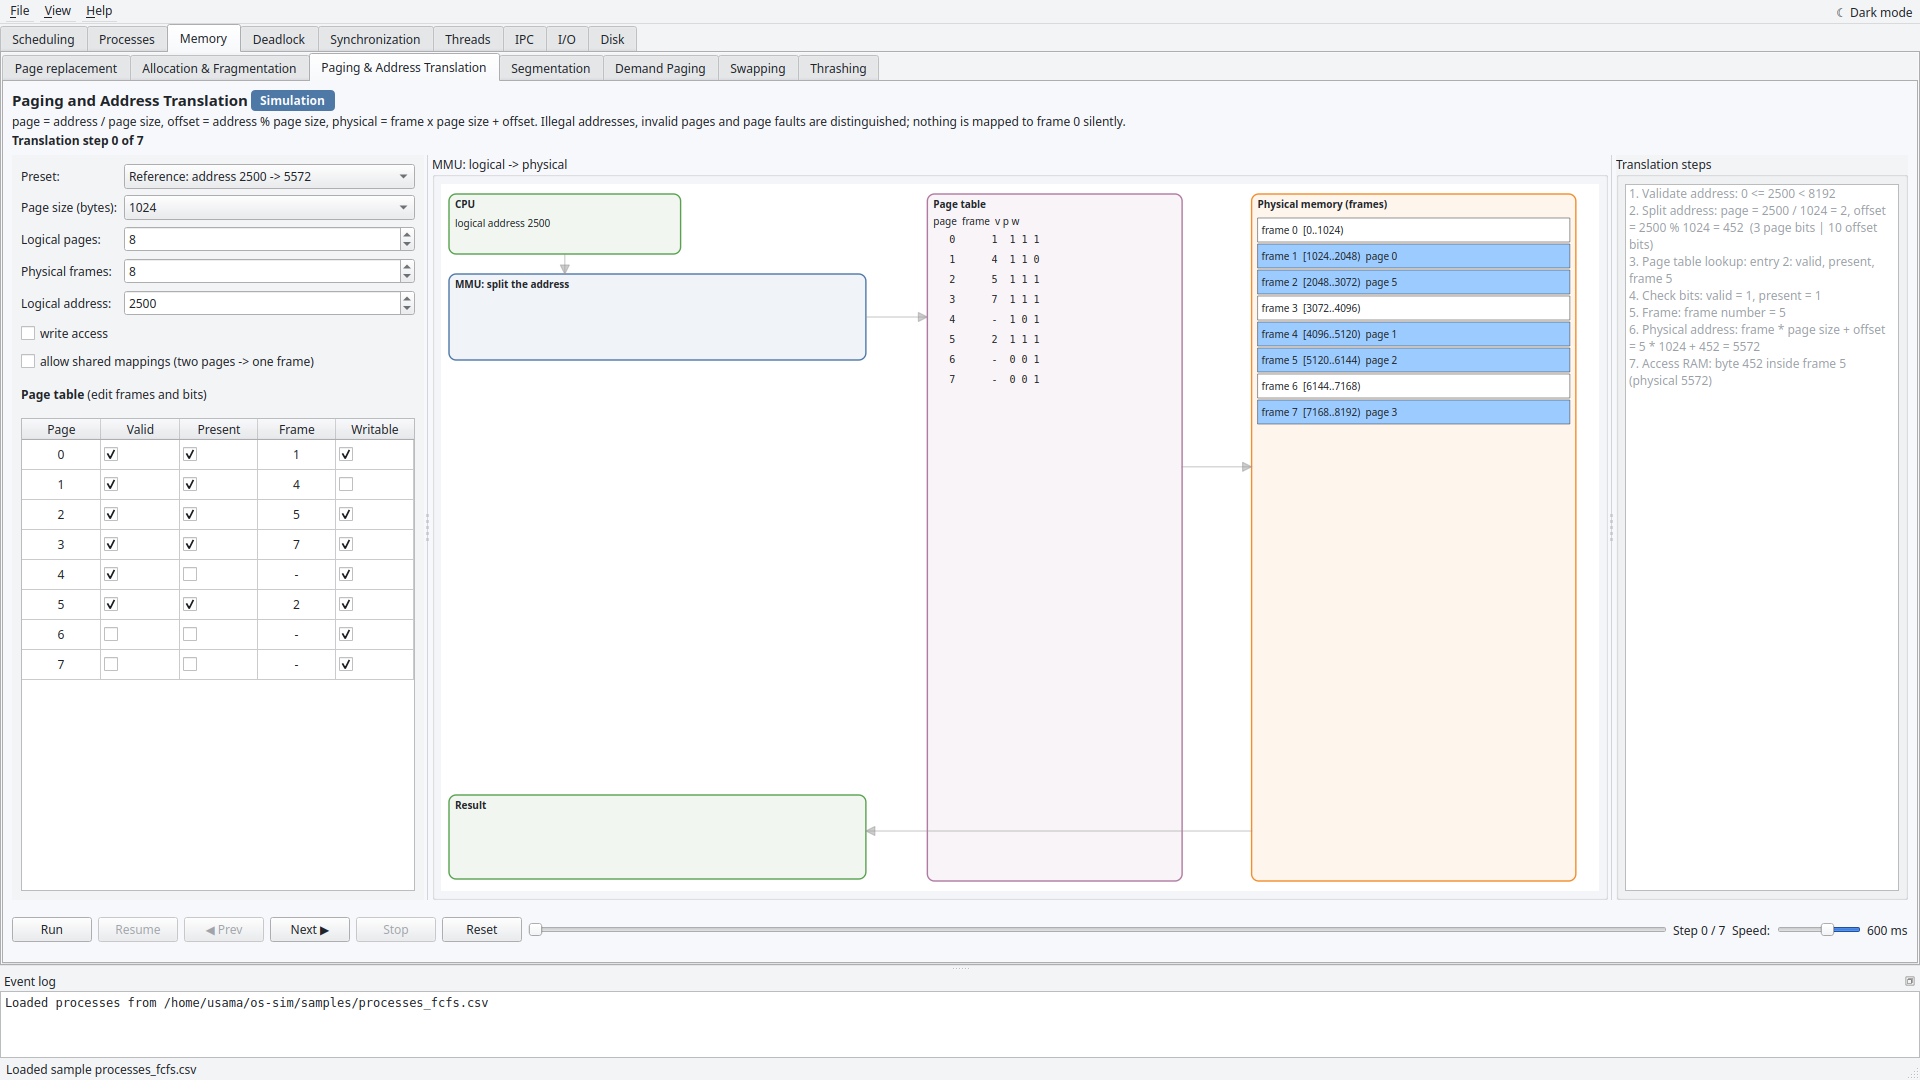 File View Help
☾ Dark mode
Scheduling Processes Memory Deadlock Synchronization Threads IPC I/O Disk
Page replacement Allocation & Fragmentation Paging & Address Translation Segmentation Demand Paging Swapping Thrashing
Paging and Address Translation Simulation
page = address / page size, offset = address % page size, physical = frame x page size + offset. Illegal addresses, invalid pages and page faults are distinguished; nothing is mapped to frame 0 silently.
Translation step 0 of 7
Preset: Reference: address 2500 -> 5572
Page size (bytes): 1024
Logical pages: 8
Physical frames: 8
Logical address: 2500
write access
allow shared mappings (two pages -> one frame)
Page table (edit frames and bits)
Page Valid Present Frame Writable
0 1
1 4
2 5
3 7
4 -
5 2
6 -
7 -
MMU: logical -> physical
CPU
logical address 2500
MMU: split the address
Result
Page table
page frame v p w
0 1 1 1 1
1 4 1 1 0
2 5 1 1 1
3 7 1 1 1
4 - 1 0 1
5 2 1 1 1
6 - 0 0 1
7 - 0 0 1
Physical memory (frames)
frame 0 [0..1024)
frame 1 [1024..2048) page 0
frame 2 [2048..3072) page 5
frame 3 [3072..4096)
frame 4 [4096..5120) page 1
frame 5 [5120..6144) page 2
frame 6 [6144..7168)
frame 7 [7168..8192) page 3
Translation steps
1. Validate address: 0 <= 2500 < 8192
2. Split address: page = 2500 / 1024 = 2, offset
= 2500 % 1024 = 452 (3 page bits | 10 offset
bits)
3. Page table lookup: entry 2: valid, present,
frame 5
4. Check bits: valid = 1, present = 1
5. Frame: frame number = 5
6. Physical address: frame * page size + offset
= 5 * 1024 + 452 = 5572
7. Access RAM: byte 452 inside frame 5
(physical 5572)
Run Resume ◀ Prev Next ▶ Stop Reset Step 0 / 7 Speed: 600 ms
Event log
Loaded processes from /home/usama/os-sim/samples/processes_fcfs.csv
Loaded sample processes_fcfs.csv